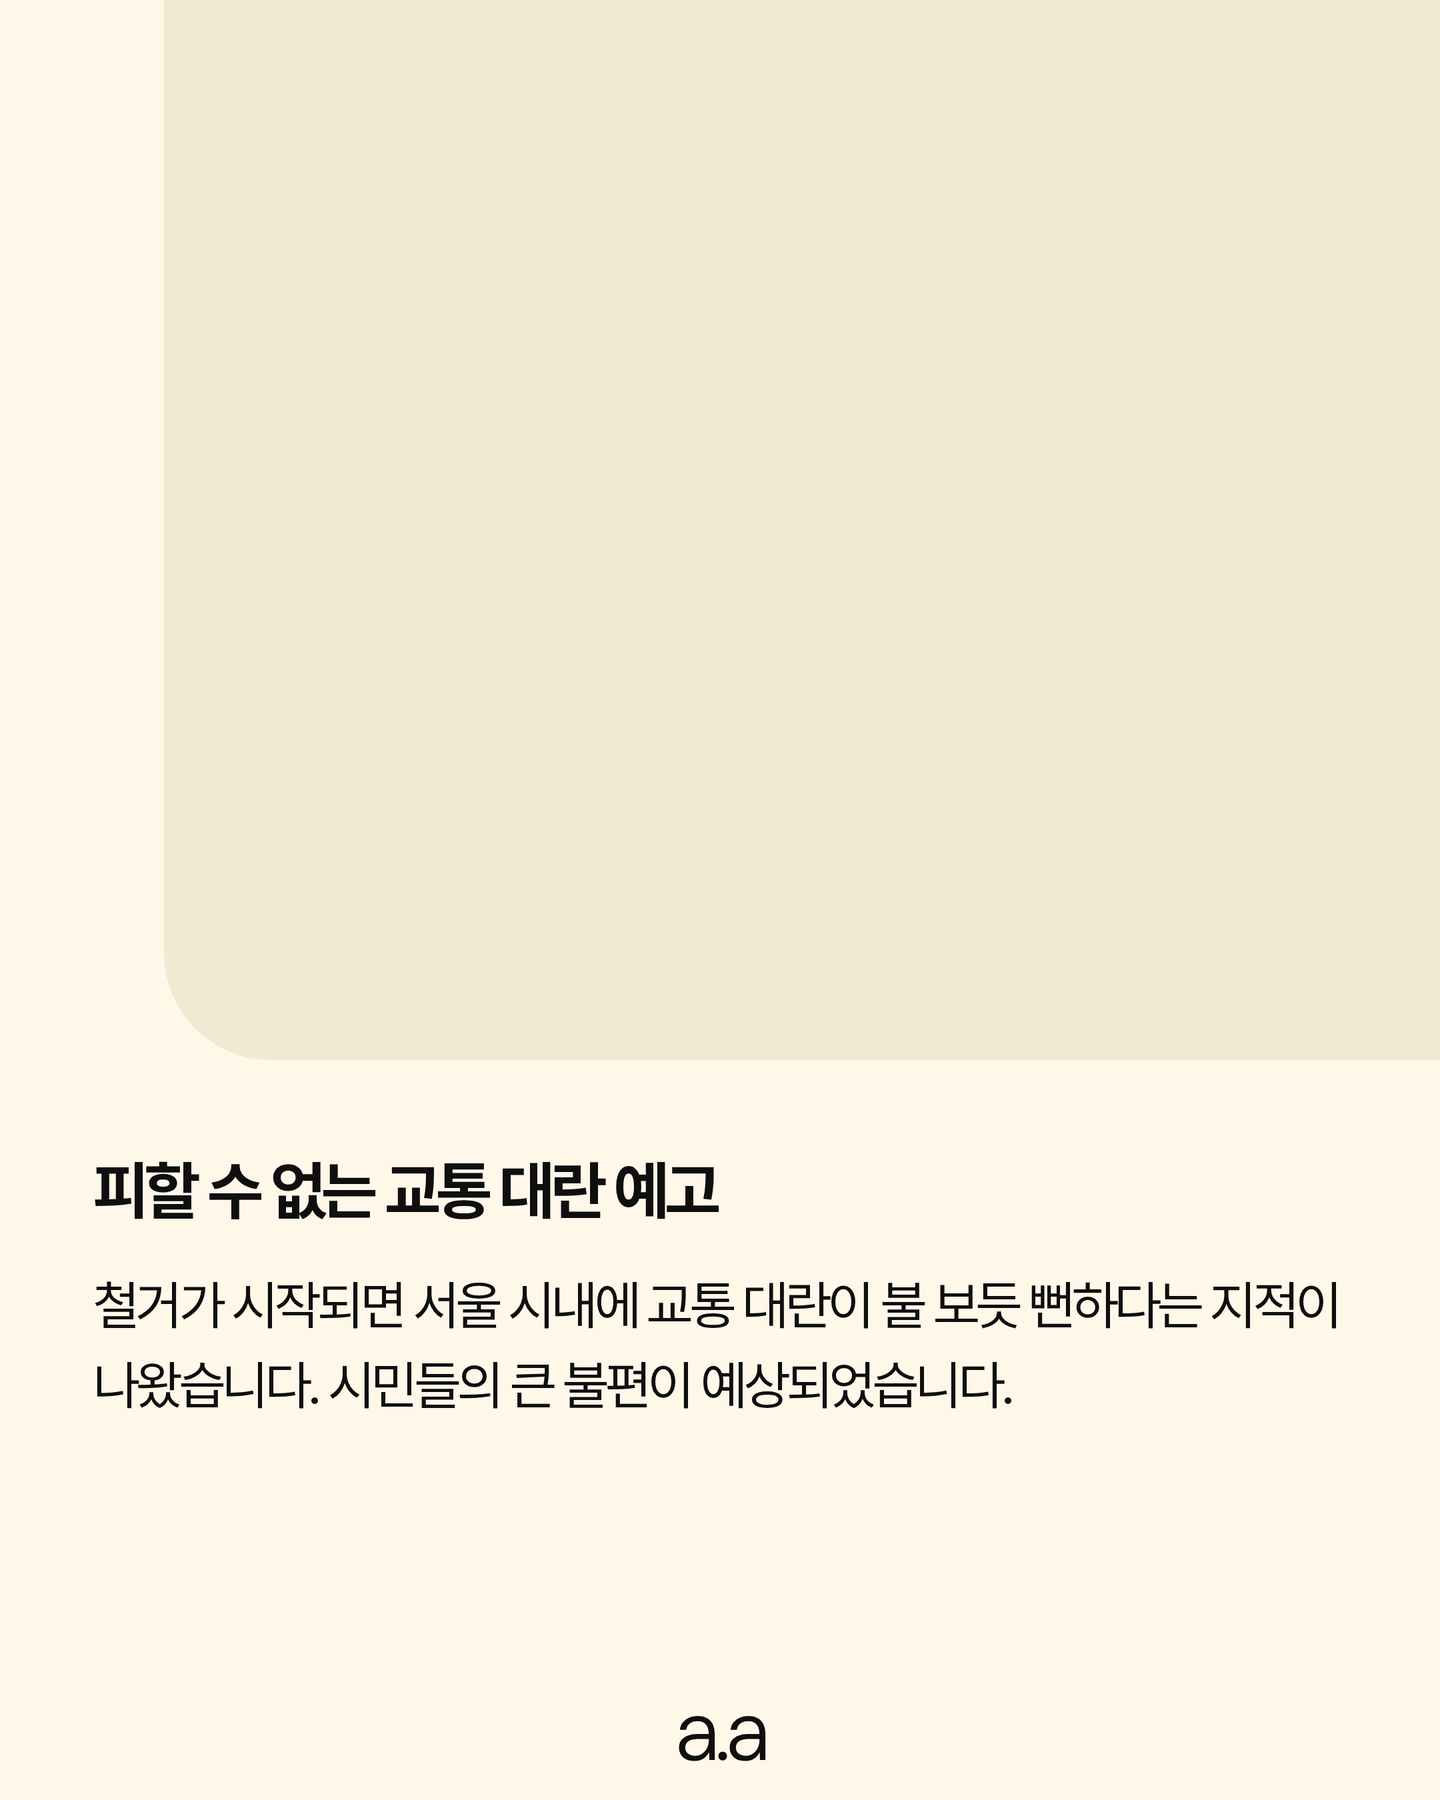 피할 수 없는 교통 대란 예고
철거가 시작되면 서울 시내에 교통 대란이 불 보듯 뻔하다는 지적이
나왔습니다. 시민들의 큰 불편이 예상되었습니다.
a.a